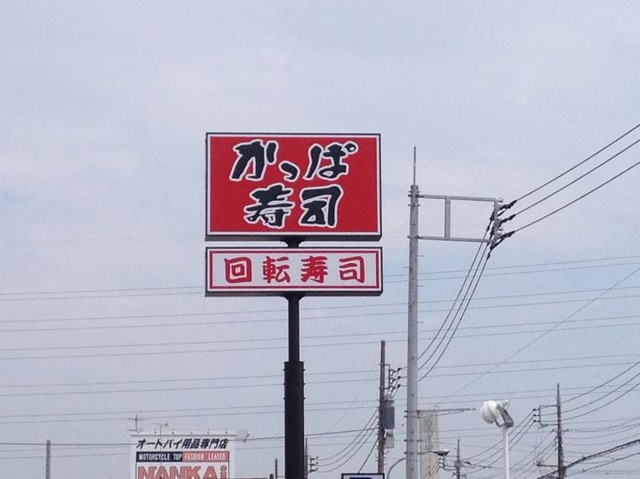 かっぱ
寿司
回転寿司
オートバイ用品専門店
MOTORCYCLE TOP FASHION LEADER
NANKAi